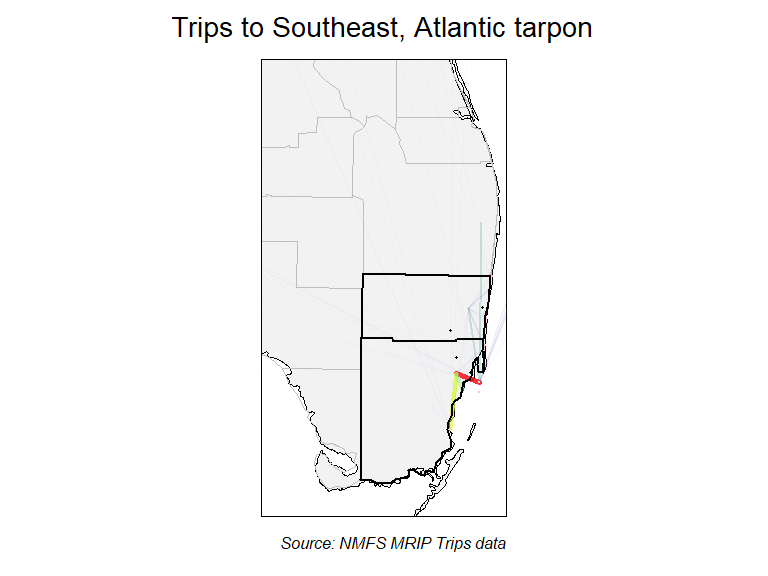 Trips to Southeast, Atlantic tarpon
Source: NMFS MRIP Trips data